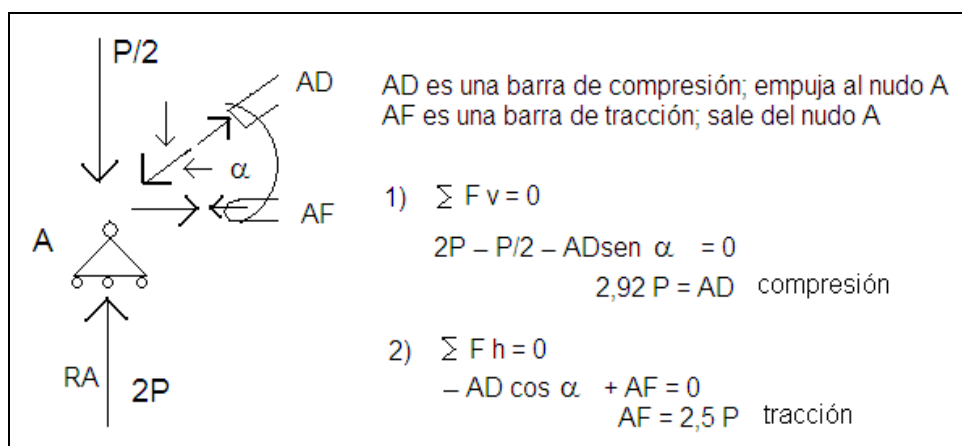 P/2
AD
α
AF
A
RA
2P
AD es una barra de compresión; empuja al nudo A
AF es una barra de tracción; sale del nudo A
1) ∑ F v = 0
2P – P/2 – ADsen α = 0
2,92 P = AD compresión
2) ∑ F h = 0
– AD cos α + AF = 0
AF = 2,5 P tracción